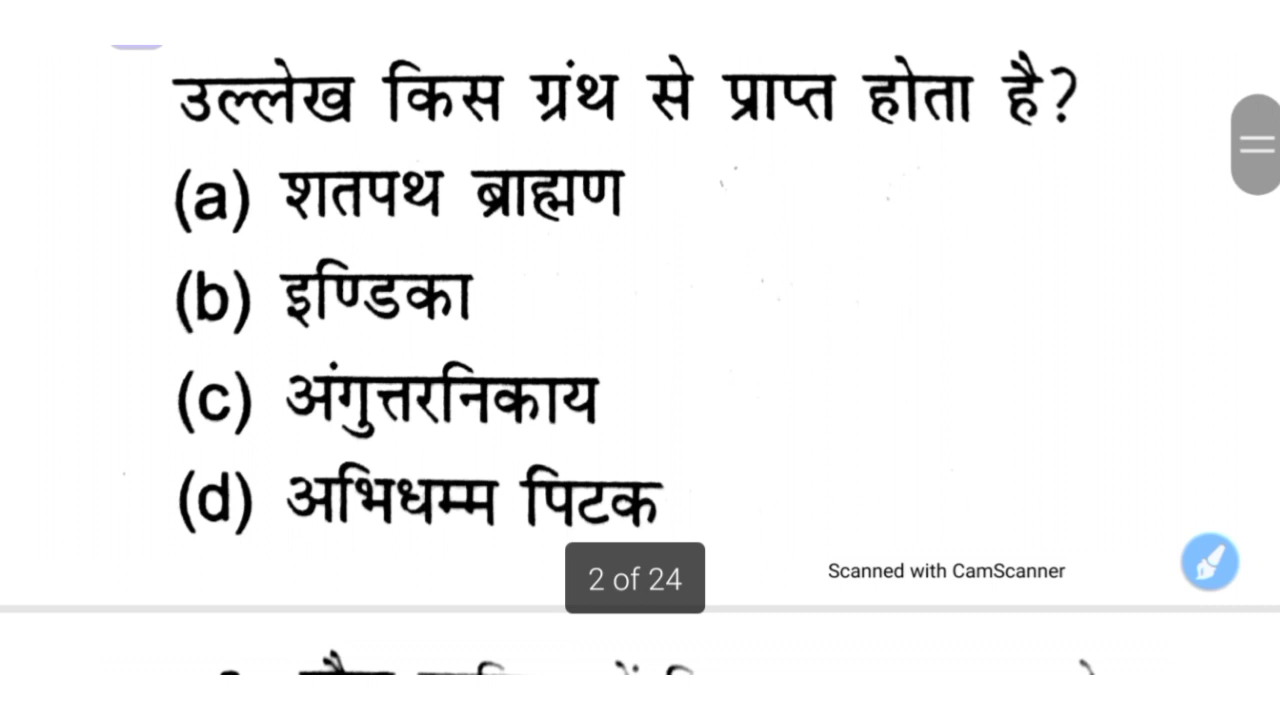 उल्लेख किस ग्रंथ से प्राप्त होता है?
(a) शतपथ ब्राह्मण
(b) इण्डिका
(c) अंगुत्तरनिकाय
(d) अभिधम्म पिटक
2 of 24
Scanned with CamScanner